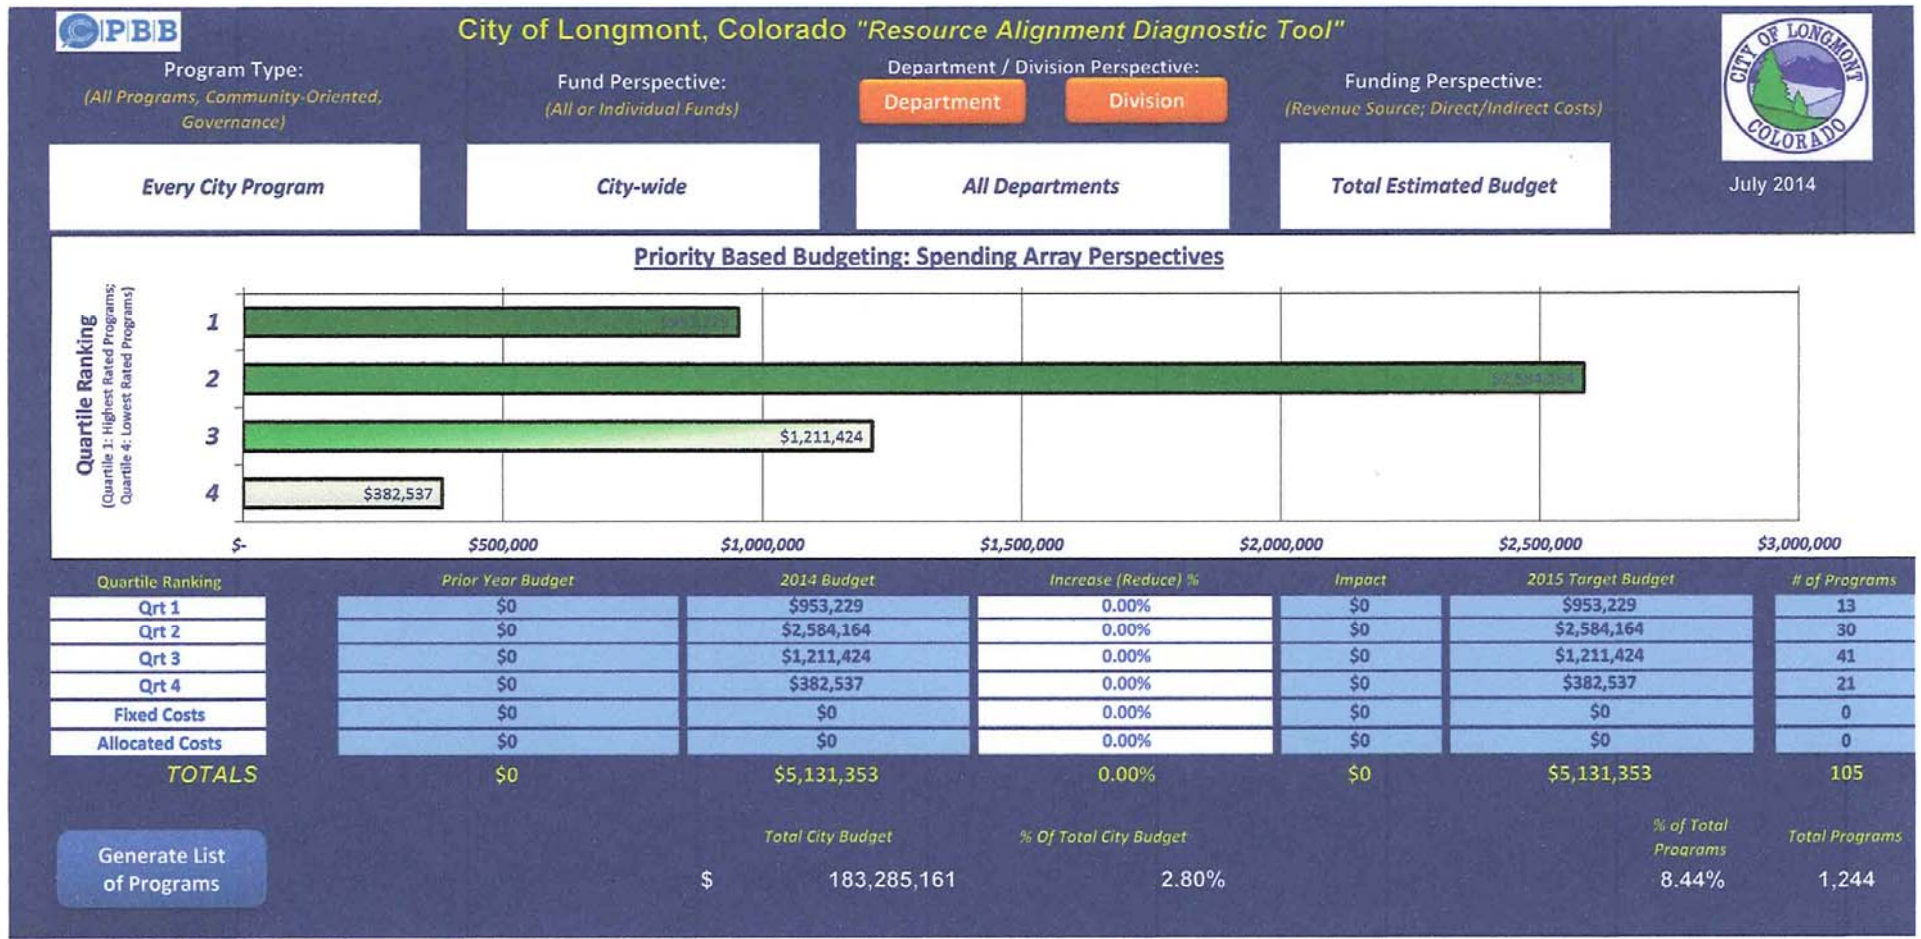 CPBB
City of Longmont, Colorado "Resource Alignment Diagnostic Tool"
CITY OF LONGMONT
COLORADO
Program Type:
(All Programs, Community-Oriented,
Governance)
Fund Perspective:
(All or Individual Funds)
Department / Division Perspective:
Department Division
Funding Perspective:
(Revenue Source; Direct/Indirect Costs)
Every City Program City-wide All Departments Total Estimated Budget July 2014
Priority Based Budgeting: Spending Array Perspectives
Quartile Ranking
(Quartile 1: Highest Rated Programs;
Quartile 4: Lowest Rated Programs)
1 $953,229
2 $2,584,164
3 $1,211,424
4 $382,537
$- $500,000 $1,000,000 $1,500,000 $2,000,000 $2,500,000 $3,000,000
Quartile Ranking Prior Year Budget 2014 Budget Increase (Reduce) % Impact 2015 Target Budget # of Programs
Qrt 1 $0 $953,229 0.00% $0 $953,229 13
Qrt 2 $0 $2,584,164 0.00% $0 $2,584,164 30
Qrt 3 $0 $1,211,424 0.00% $0 $1,211,424 41
Qrt 4 $0 $382,537 0.00% $0 $382,537 21
Fixed Costs $0 $0 0.00% $0 $0 0
Allocated Costs $0 $0 0.00% $0 $0 0
TOTALS $0 $5,131,353 0.00% $0 $5,131,353 105
Generate List
of Programs
Total City Budget % Of Total City Budget % of Total
Programs Total Programs
$ 183,285,161 2.80% 8.44% 1,244